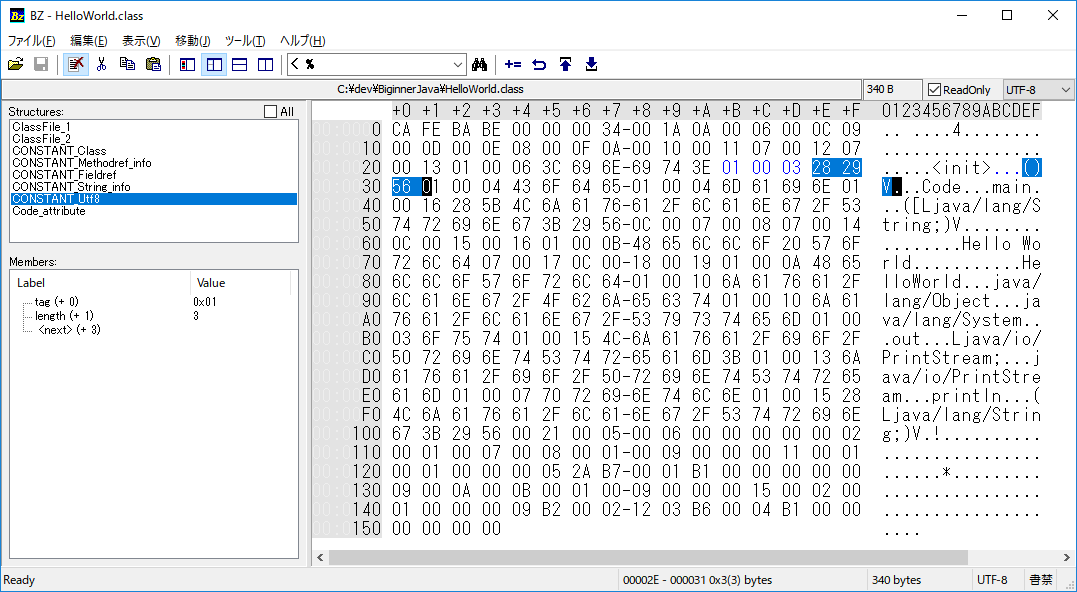 BZ - HelloWorld.class
ファイル(F) 編集(E) 表示(V) 移動(J) ツール(T) ヘルプ(H)
< %
C:¥dev¥BiginnerJava¥HelloWorld.class 340 B ReadOnly UTF-8
Structures: All
ClassFile_1
ClassFile_2
CONSTANT_Class
CONSTANT_Methodref_info
CONSTANT_Fieldref
CONSTANT_String_info
CONSTANT_Utf8
Code_attribute
Members:
Label Value
tag (+ 0) 0x01
length (+ 1) 3
<next> (+ 3)
+0 +1 +2 +3 +4 +5 +6 +7 +8 +9 +A +B +C +D +E +F 0123456789ABCDEF
0 CA FE BA BE 00 00 00 34-00 1A 0A 00 06 00 0C 09 .. ....4........
10 00 0D 00 0E 08 00 0F 0A-00 10 00 11 07 00 12 07 ................
20 00 13 01 00 06 3C 69 6E-69 74 3E 01 00 03 28 29 .....<init>...()
30 56 01 00 04 43 6F 64 65-01 00 04 6D 61 69 6E 01 V...Code...main.
40 00 16 28 5B 4C 6A 61 76-61 2F 6C 61 6E 67 2F 53 ..([Ljava/lang/S
50 74 72 69 6E 67 3B 29 56-0C 00 07 00 08 07 00 14 tring;)V........
60 0C 00 15 00 16 01 00 0B-48 65 6C 6C 6F 20 57 6F ........Hello Wo
70 72 6C 64 07 00 17 0C 00-18 00 19 01 00 0A 48 65 rld...........He
80 6C 6C 6F 57 6F 72 6C 64-01 00 10 6A 61 76 61 2F lloWorld...java/
90 6C 61 6E 67 2F 4F 62 6A-65 63 74 01 00 10 6A 61 lang/Object...ja
A0 76 61 2F 6C 61 6E 67 2F-53 79 73 74 65 6D 01 00 va/lang/System..
B0 03 6F 75 74 01 00 15 4C-6A 61 76 61 2F 69 6F 2F .out...Ljava/io/
C0 50 72 69 6E 74 53 74 72-65 61 6D 3B 01 00 13 6A PrintStream;...j
D0 61 76 61 2F 69 6F 2F 50-72 69 6E 74 53 74 72 65 ava/io/PrintStre
E0 61 6D 01 00 07 70 72 69-6E 74 6C 6E 01 00 15 28 am...println...(
F0 4C 6A 61 76 61 2F 6C 61-6E 67 2F 53 74 72 69 6E Ljava/lang/Strin
100 67 3B 29 56 00 21 00 05-00 06 00 00 00 00 00 02 g;)V.!..........
110 00 01 00 07 00 08 00 01-00 09 00 00 00 11 00 01 ................
120 00 01 00 00 00 05 2A B7-00 01 B1 00 00 00 00 00 ......*.........
130 09 00 0A 00 0B 00 01 00-09 00 00 00 15 00 02 00 ................
140 01 00 00 00 09 B2 00 02-12 03 B6 00 04 B1 00 00 ................
150 00 00 00 00 ....
Ready 00002E - 000031 0x3(3) bytes 340 bytes UTF-8 書禁